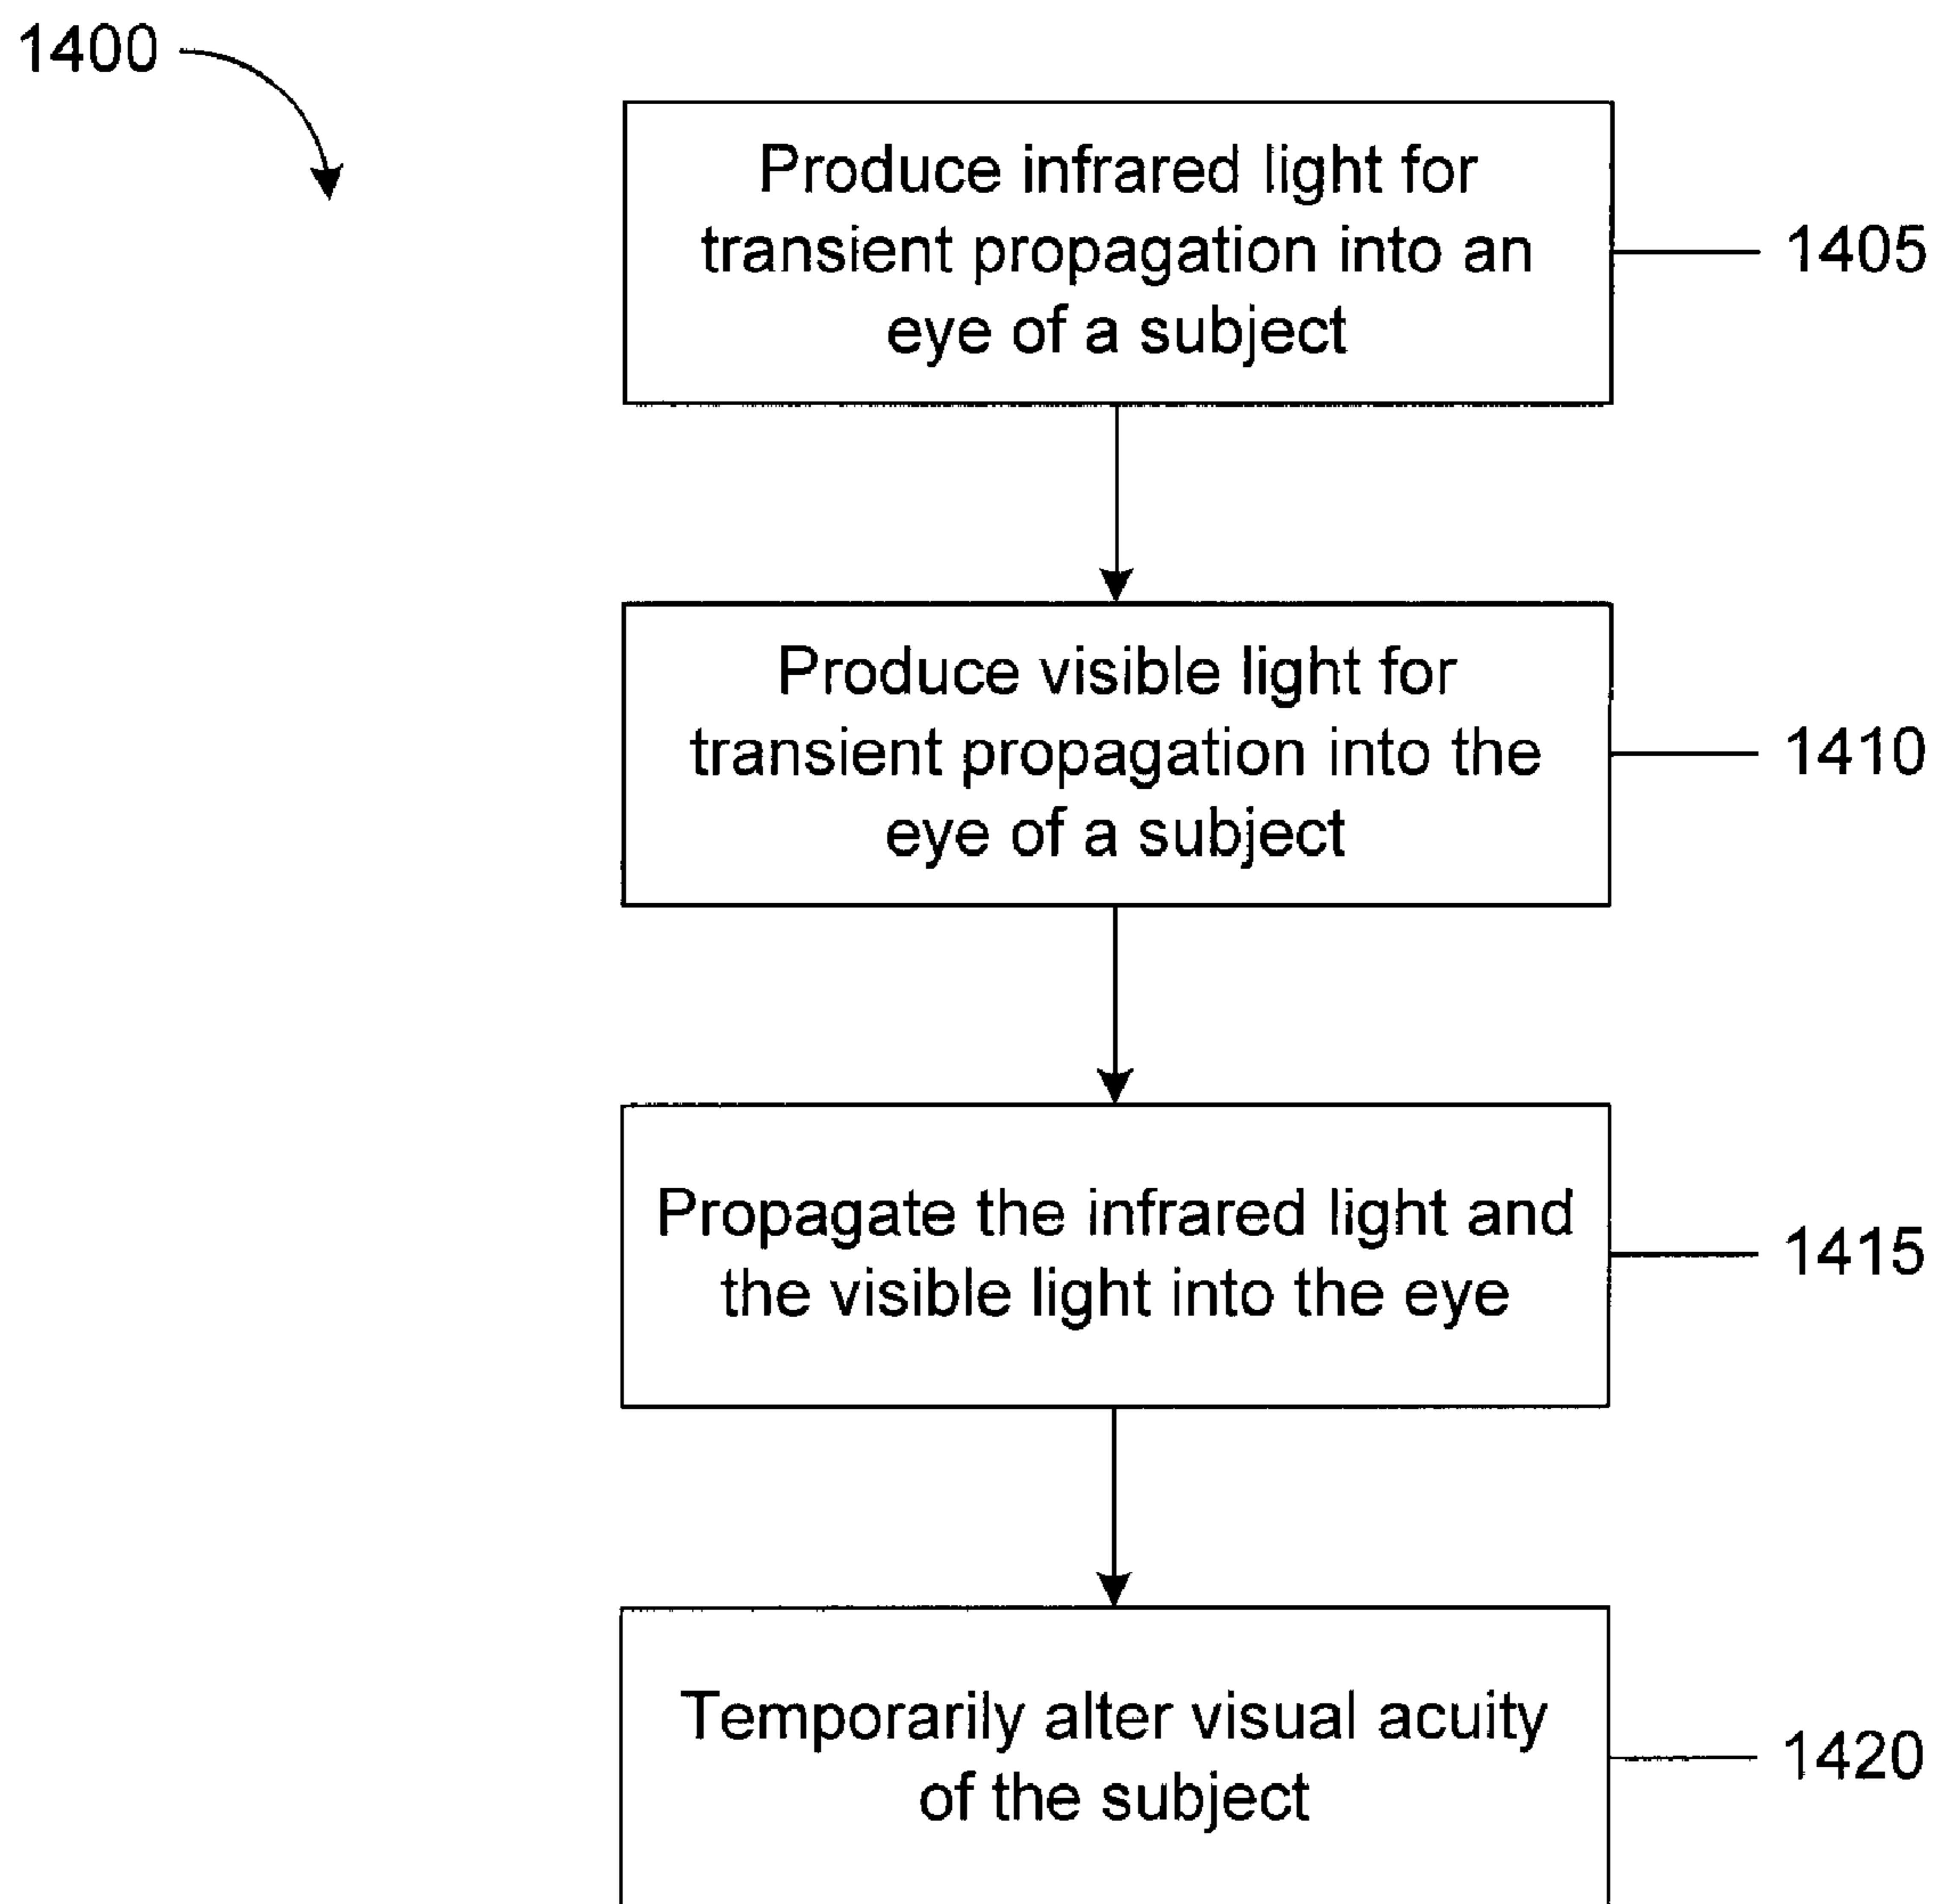 1400
Produce infrared light for
transient propagation into an
eye of a subject
1405
Produce visible light for
transient propagation into the
eye of a subject
1410
Propagate the infrared light and
the visible light into the eye
1415
Temporarily alter visual acuity
of the subject
1420